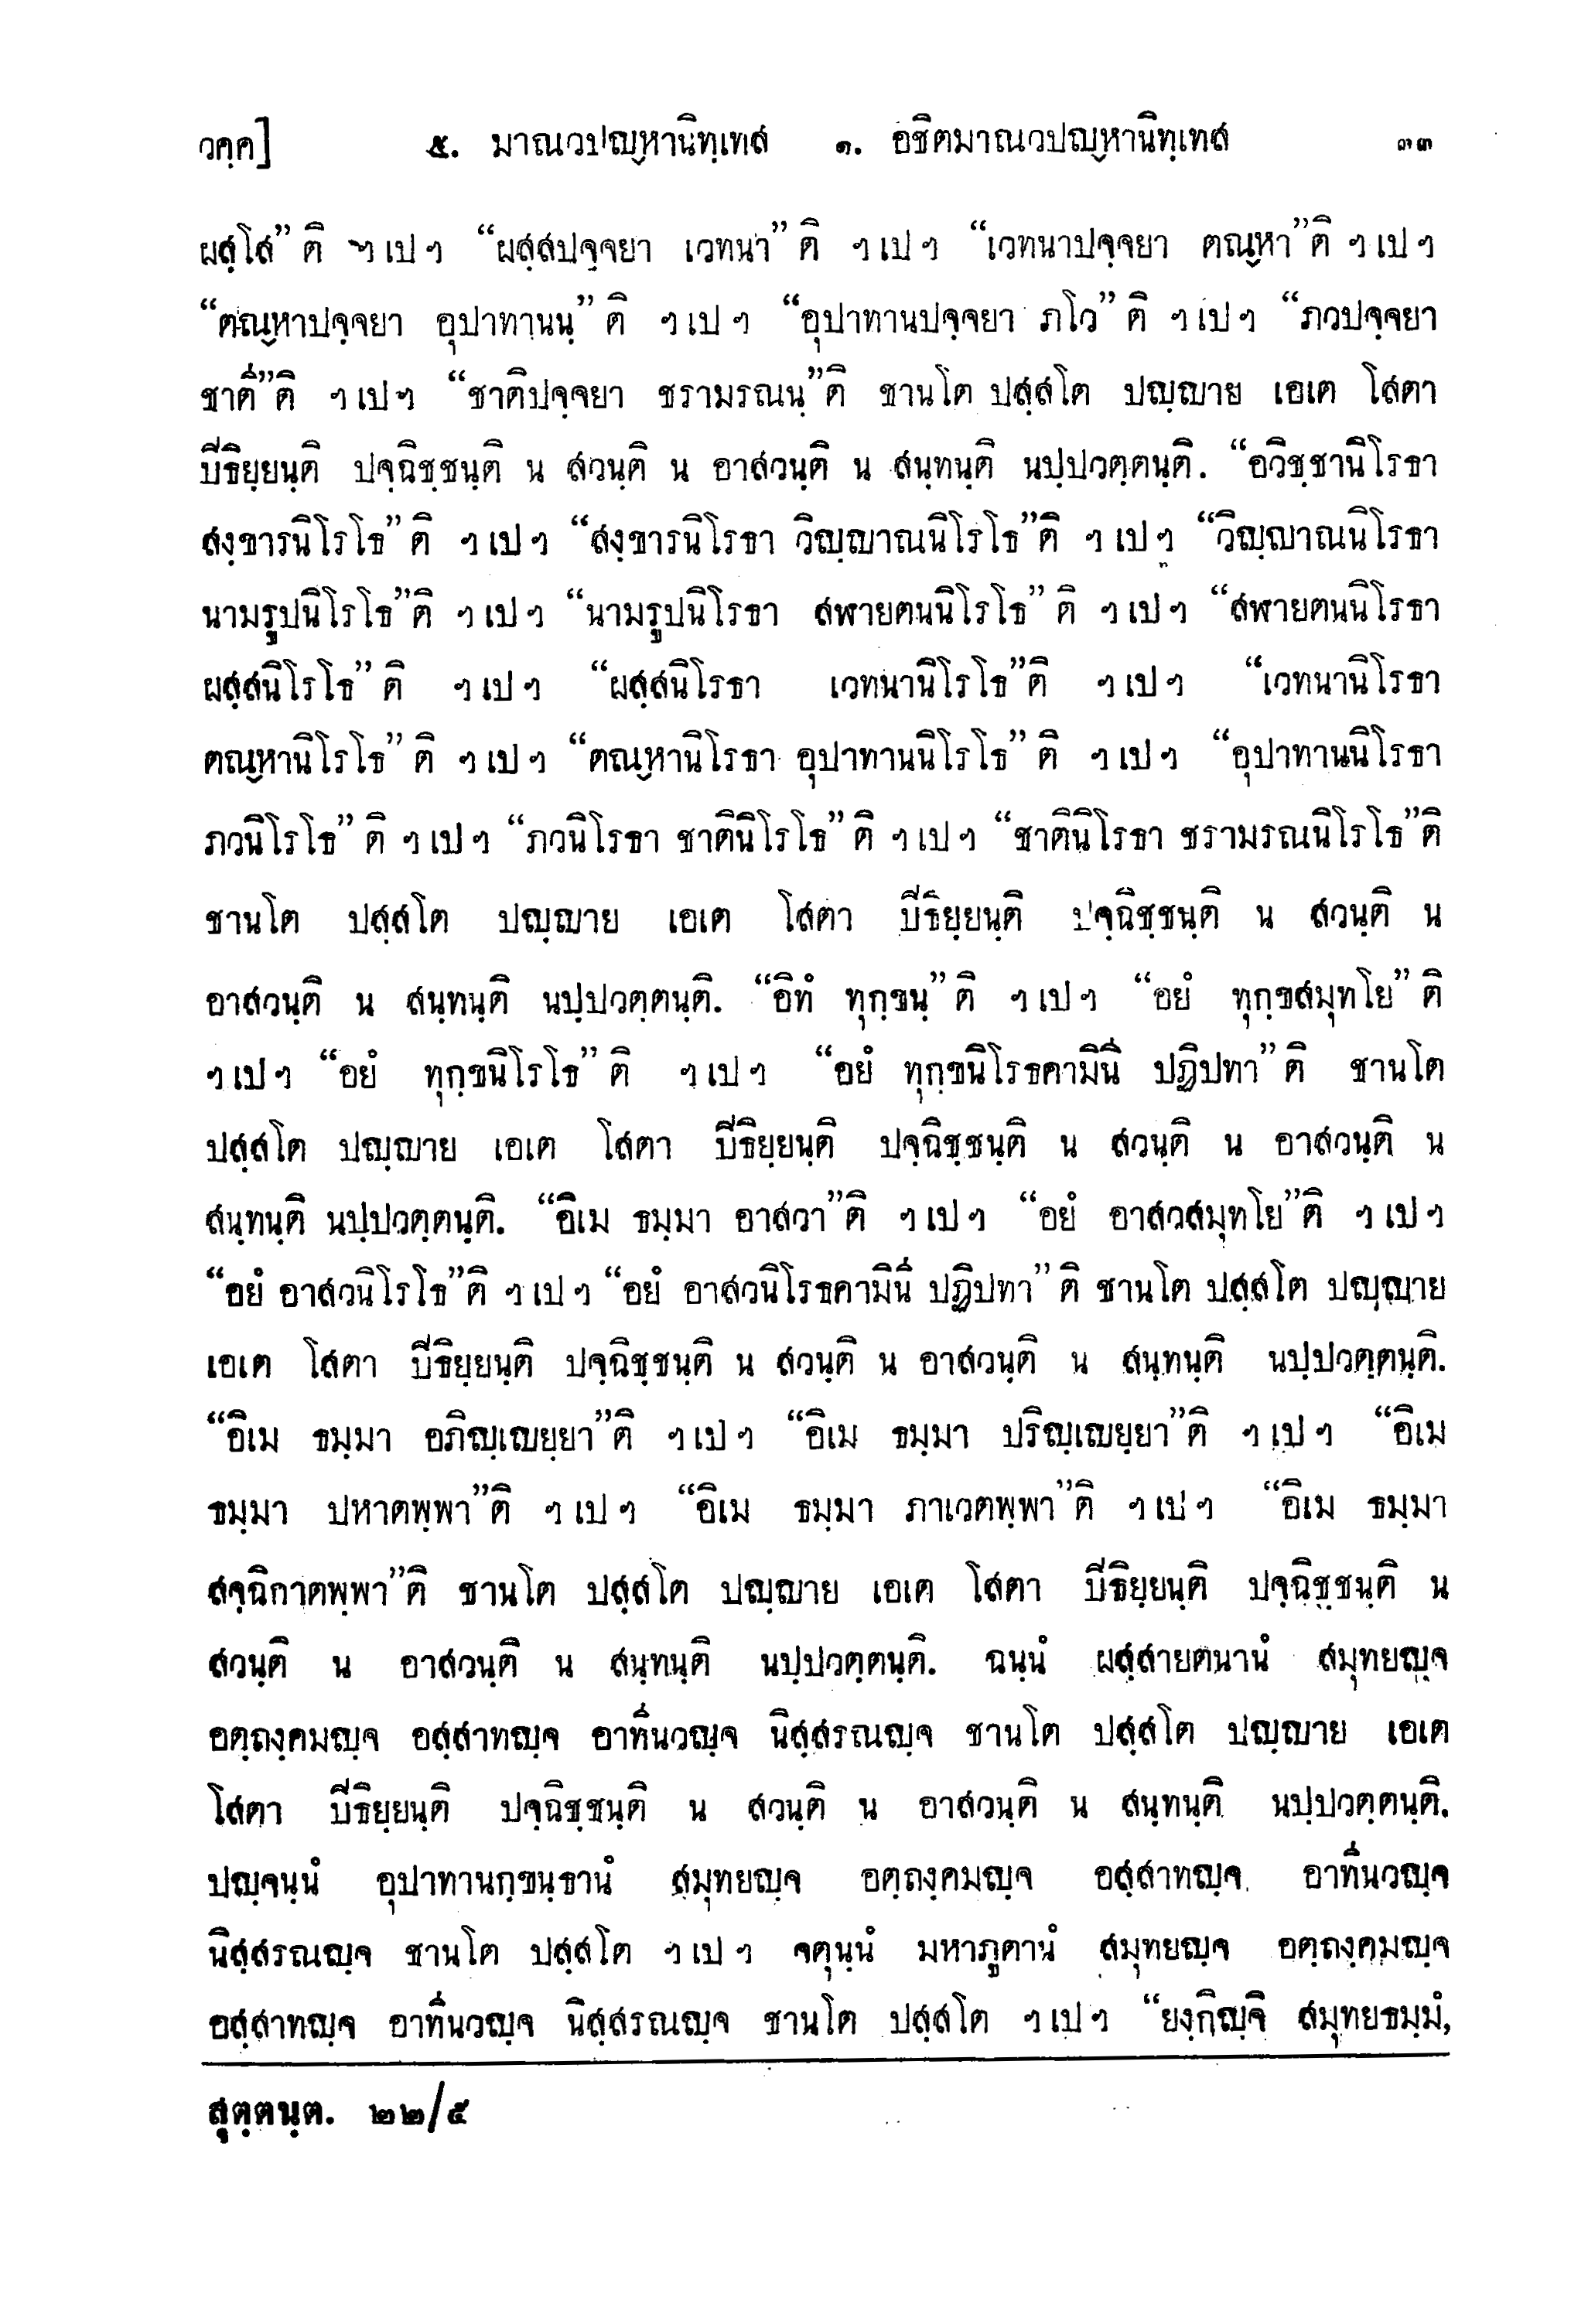 วคฺค] ๕. มาณวปญฺหานิทฺเทส ๑. อชิตมาณวปญฺหานิทฺเทส ๓๓
ผสฺโส” ติ ฯ เป ฯ “ผสฺสปจฺจยา เวทนา” ติ ฯ เป ฯ “เวทนาปจฺจยา ตณฺหา” ติ ฯ เป ฯ
“ตณฺหาปจฺจยา อุปาทานนฺ” ติ ฯ เป ฯ “อุปาทานปจฺจยา ภโว” ติ ฯ เป ฯ “ภวปจฺจยา
ชาตี” ติ ฯ เป ฯ “ชาติปจฺจยา ชรามรณนฺ” ติ ชานโต ปสฺสโต ปญฺญาย เอเต โสตา
ปีธิยฺยนฺติ ปจฺฉิชฺชนฺติ น สวนฺติ น อาสวนฺติ น สนฺทนฺติ นปฺปวตฺตนฺติ. “อวิชฺชานิโรธา
สงฺขารนิโรโธ” ติ ฯ เป ฯ “สงฺขารนิโรธา วิญฺญาณนิโรโธ” ติ ฯ เป ฯ “วิญฺญาณนิโรธา
นามรูปนิโรโธ” ติ ฯ เป ฯ “นามรูปนิโรธา สฬายตนนิโรโธ” ติ ฯ เป ฯ “สฬายตนนิโรธา
ผสฺสนิโรโธ” ติ ฯ เป ฯ “ผสฺสนิโรธา เวทนานิโรโธ” ติ ฯ เป ฯ “เวทนานิโรธา
ตณฺหานิโรโธ” ติ ฯ เป ฯ “ตณฺหานิโรธา อุปาทานนิโรโธ” ติ ฯ เป ฯ “อุปาทานนิโรธา
ภวนิโรโธ” ติ ฯ เป ฯ “ภวนิโรธา ชาตินิโรโธ” ติ ฯ เป ฯ “ชาตินิโรธา ชรามรณนิโรโธ” ติ
ชานโต ปสฺสโต ปญฺญาย เอเต โสตา ปีธิยฺยนฺติ ปจฺฉิชฺชนฺติ น สวนฺติ น
อาสวนฺติ น สนฺทนฺติ นปฺปวตฺตนฺติ. “อิทํ ทุกฺขนฺ” ติ ฯ เป ฯ “อยํ ทุกฺขสมุทโย” ติ
ฯ เป ฯ “อยํ ทุกฺขนิโรโธ” ติ ฯ เป ฯ “อยํ ทุกฺขนิโรธคามินี ปฏิปทา” ติ ชานโต
ปสฺสโต ปญฺญาย เอเต โสตา ปีธิยฺยนฺติ ปจฺฉิชฺชนฺติ น สวนฺติ น อาสวนฺติ น
สนฺทนฺติ นปฺปวตฺตนฺติ. “อิเม ธมฺมา อาสวา” ติ ฯ เป ฯ “อยํ อาสวสมุทโย” ติ ฯ เป ฯ
“อยํ อาสวนิโรโธ” ติ ฯ เป ฯ “อยํ อาสวนิโรธคามินี ปฏิปทา” ติ ชานโต ปสฺสโต ปญฺญาย
เอเต โสตา ปีธิยฺยนฺติ ปจฺฉิชฺชนฺติ น สวนฺติ น อาสวนฺติ น สนฺทนฺติ นปฺปวตฺตนฺติ.
“อิเม ธมฺมา อภิญฺเญยฺยา” ติ ฯ เป ฯ “อิเม ธมฺมา ปริญฺเญยฺยา” ติ ฯ เป ฯ “อิเม
ธมฺมา ปหาตพฺพา” ติ ฯ เป ฯ “อิเม ธมฺมา ภาเวตพฺพา” ติ ฯ เป ฯ “อิเม ธมฺมา
สจฺฉิกาตพฺพา” ติ ชานโต ปสฺสโต ปญฺญาย เอเต โสตา ปีธิยฺยนฺติ ปจฺฉิชฺชนฺติ น
สวนฺติ น อาสวนฺติ น สนฺทนฺติ นปฺปวตฺตนฺติ. ฉนฺนํ ผสฺสายตนานํ สมุทยญฺจ
อตฺถงฺคมญฺจ อสฺสาทญฺจ อาทีนวญฺจ นิสฺสรณญฺจ ชานโต ปสฺสโต ปญฺญาย เอเต
โสตา ปีธิยฺยนฺติ ปจฺฉิชฺชนฺติ น สวนฺติ น อาสวนฺติ น สนฺทนฺติ นปฺปวตฺตนฺติ.
ปญฺจนฺนํ อุปาทานกฺขนฺธานํ สมุทยญฺจ อตฺถงฺคมญฺจ อสฺสาทญฺจ อาทีนวญฺจ
นิสฺสรณญฺจ ชานโต ปสฺสโต ฯ เป ฯ จตุนฺนํ มหาภูตานํ สมุทยญฺจ อตฺถงฺคมญฺจ
อสฺสาทญฺจ อาทีนวญฺจ นิสฺสรณญฺจ ชานโต ปสฺสโต ฯ เป ฯ “ยงฺกิญฺจิ สมุทยธมฺมํ,
สุตฺตนฺต. ๒๒/๕